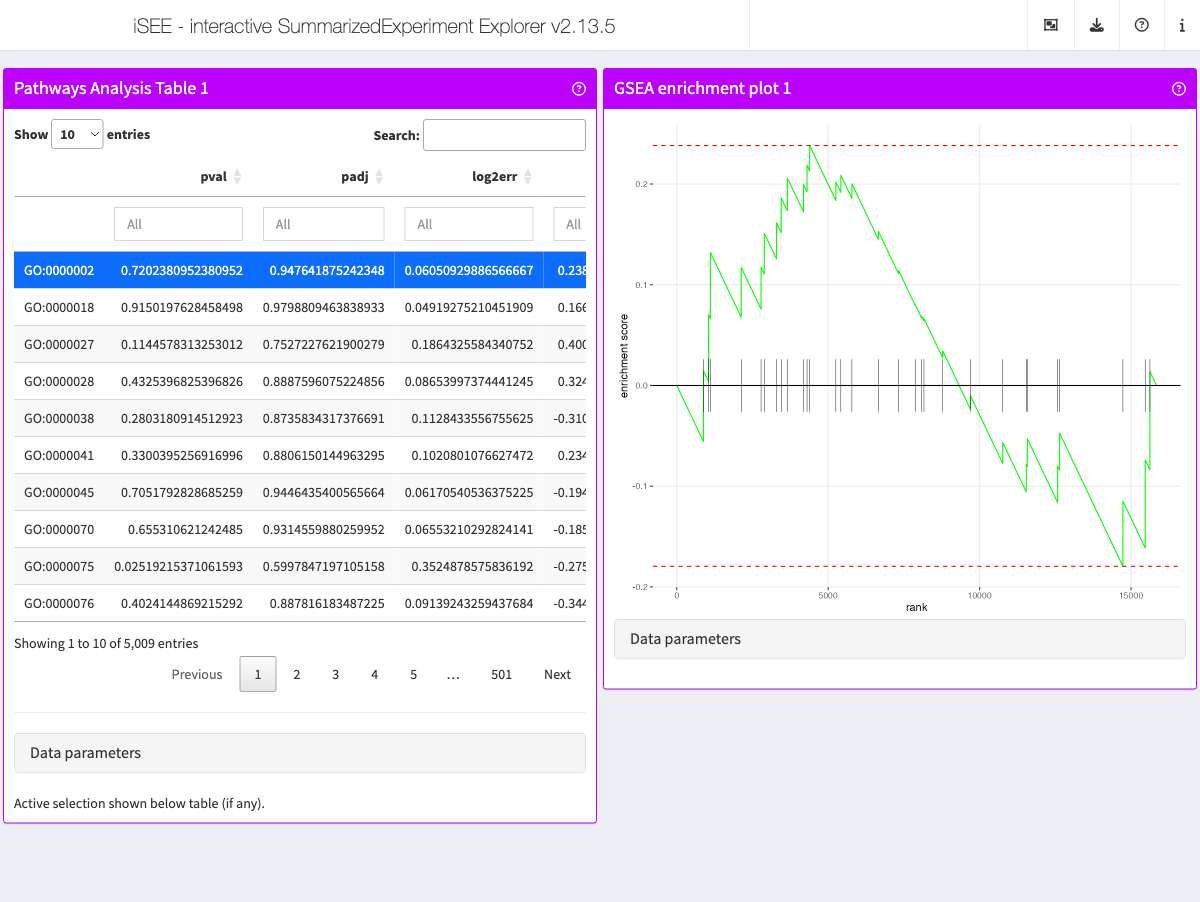 iSEE - interactive SummarizedExperiment Explorer v2.13.5
Pathways Analysis Table 1
Show 10 entries
Search:
pval padj log2err
All All All All
GO:0000002 0.7202380952380952 0.947641875242348 0.06050929886566667 0.238
GO:0000018 0.9150197628458498 0.9798809463838933 0.04919275210451909 0.166
GO:0000027 0.1144578313253012 0.7527227621900279 0.1864325584340752 0.400
GO:0000028 0.4325396825396826 0.8887596075224856 0.08653997374441245 0.324
GO:0000038 0.2803180914512923 0.8735834317376691 0.1128433556755625 -0.310
GO:0000041 0.3300395256916996 0.8806150144963295 0.1020801076627472 0.234
GO:0000045 0.7051792828685259 0.9446435400565664 0.06170540536375225 -0.194
GO:0000070 0.655310621242485 0.9314559880259952 0.06553210292824141 -0.185
GO:0000075 0.02519215371061593 0.5997847197105158 0.3524878575836192 -0.275
GO:0000076 0.4024144869215292 0.887816183487225 0.09139243259437684 -0.344
Showing 1 to 10 of 5,009 entries
Previous 1 2 3 4 5 … 501 Next
Data parameters
Active selection shown below table (if any).
GSEA enrichment plot 1
0.2
0.1
0.0
-0.1
-0.2
enrichment score
0 5000 10000 15000
rank
Data parameters